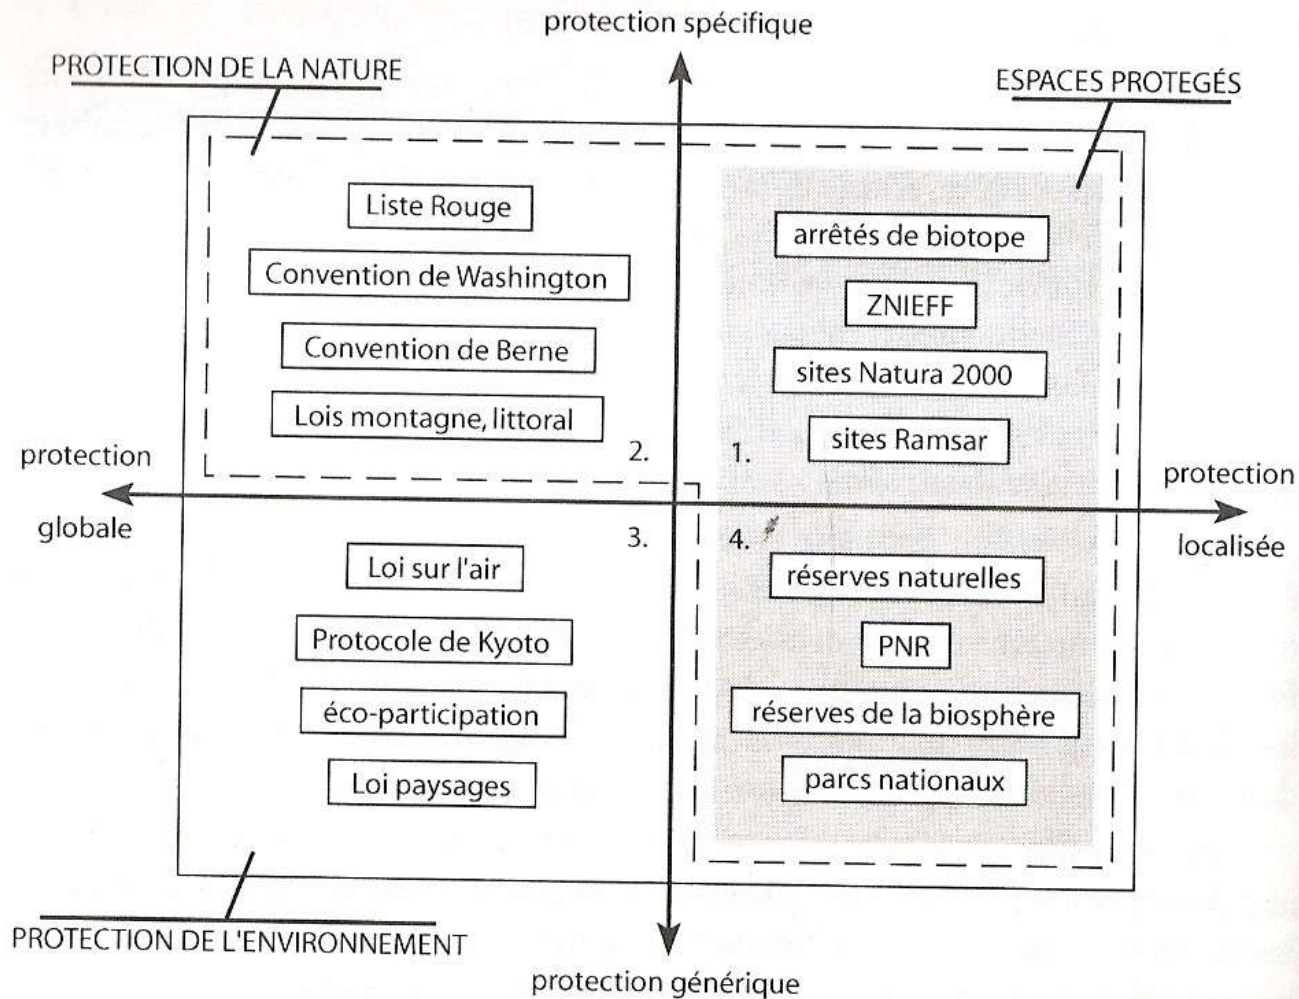 protection spécifique
PROTECTION DE LA NATURE
ESPACES PROTEGÉS
Liste Rouge
Convention de Washington
Convention de Berne
Lois montagne, littoral
2.
arrêtés de biotope
ZNIEFF
sites Natura 2000
sites Ramsar
1.
protection
globale
protection
localisée
3.
Loi sur l'air
Protocole de Kyoto
éco-participation
Loi paysages
4.
réserves naturelles
PNR
réserves de la biosphère
parcs nationaux
PROTECTION DE L'ENVIRONNEMENT
protection générique